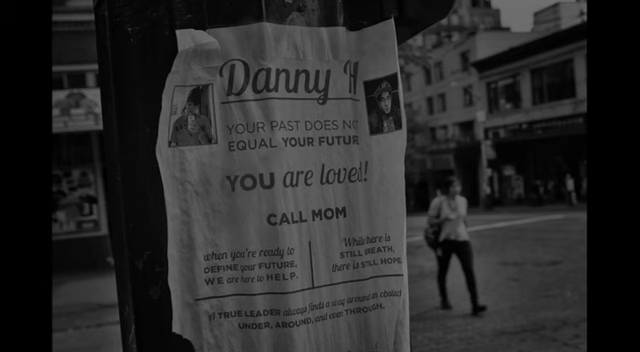 Danny H
YOUR PAST DOES NO
EQUAL YOUR FUTUR
YOU are loved!
CALL MOM
when you're ready to
DEFINE your FUTURE,
WE are here to HELP.
While there is
STILL BREATH,
there is STILL HOPE
A TRUE LEADER always finds a way around an obstacl
UNDER, AROUND, and even THROUGH.